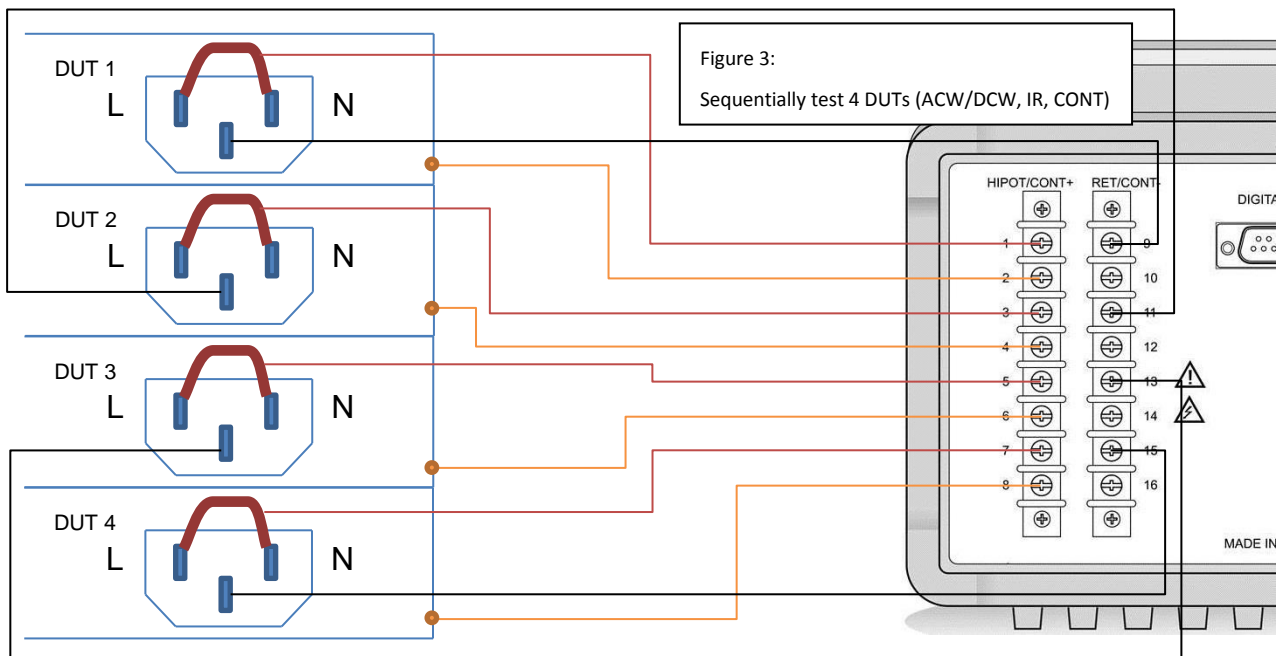 Figure 3:
Sequentially test 4 DUTs (ACW/DCW, IR, CONT)
DUT 1
L
N
DUT 2
L
N
DUT 3
L
N
DUT 4
L
N
HIPOT/CONT+ RET/CONT-
1 9
2 10
3 11
4 12
5 13
6 14
7 15
8 16
DIGITA
MADE IN